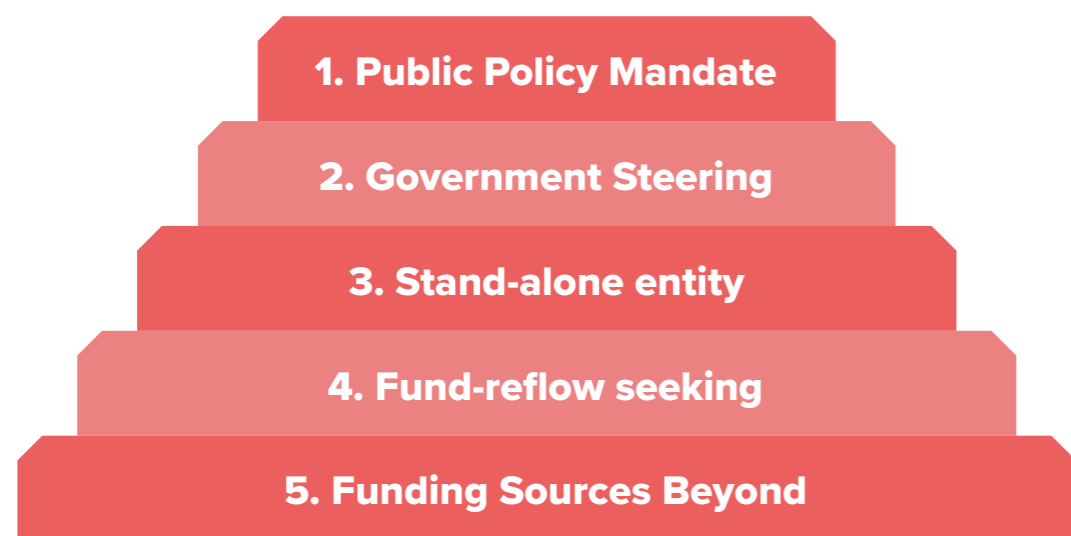 1. Public Policy Mandate
2. Government Steering
3. Stand-alone entity
4. Fund-reflow seeking
5. Funding Sources Beyond